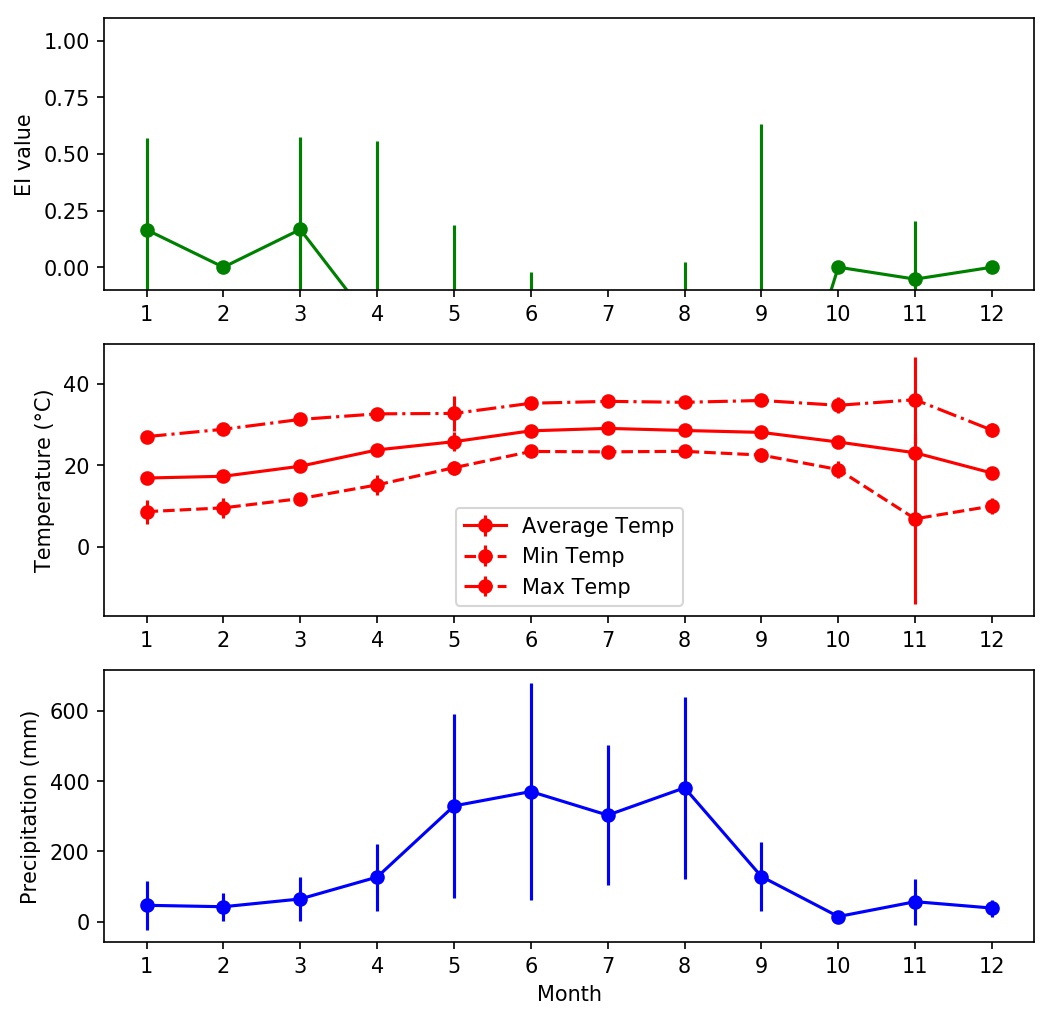 EI value
1.00
0.75
0.50
0.25
0.00
1 2 3 4 5 6 7 8 9 10 11 12
Temperature (°C)
40
20
0
Average Temp
Min Temp
Max Temp
1 2 3 4 5 6 7 8 9 10 11 12
Precipitation (mm)
600
400
200
0
1 2 3 4 5 6 7 8 9 10 11 12
Month